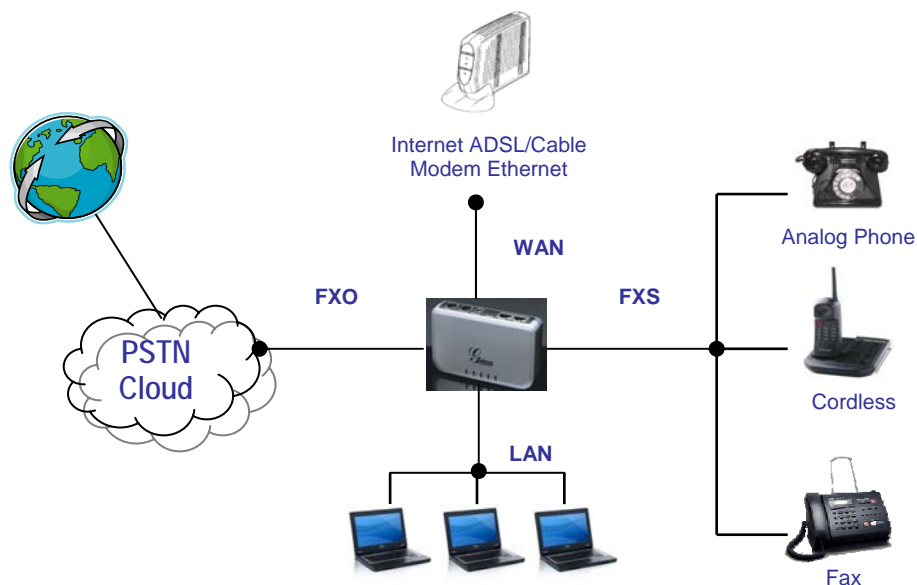 Internet ADSL/Cable
Modem Ethernet
WAN
FXO
FXS
Analog Phone
PSTN
Cloud
Cordless
LAN
Fax